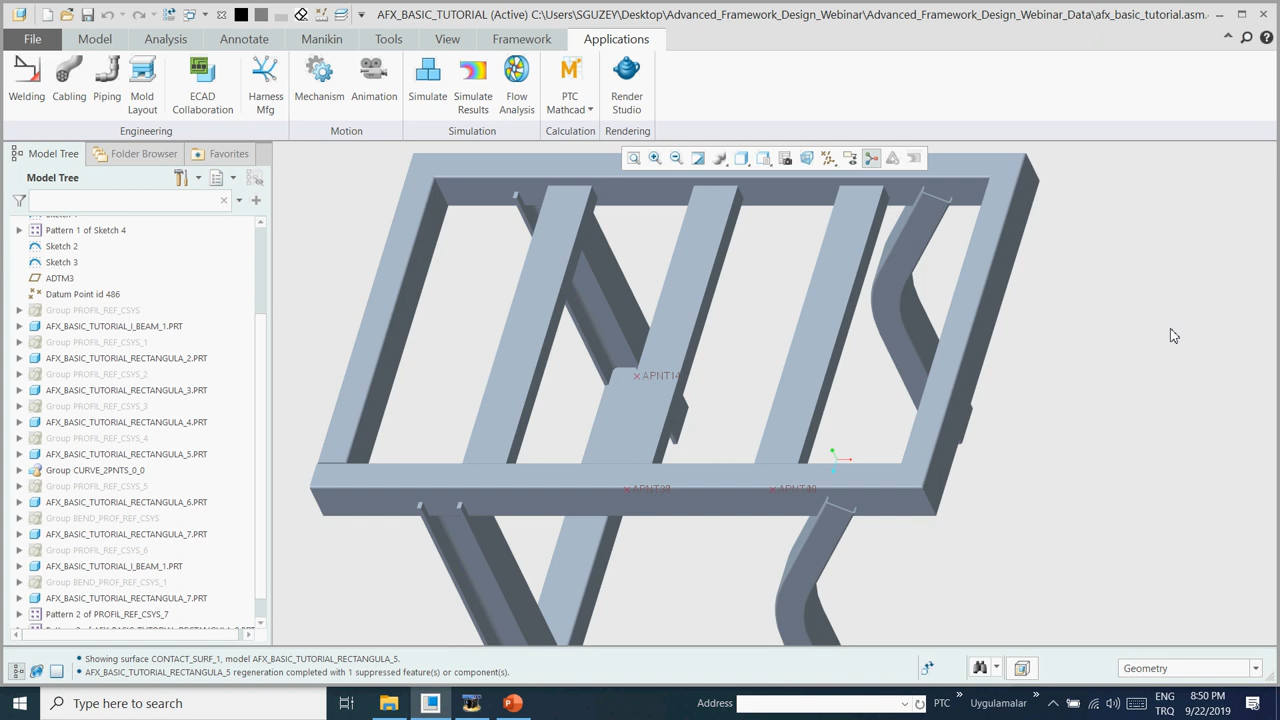 AFX_BASIC_TUTORIAL (Active) C:\Users\SGUZEY\Desktop\Advanced_Framework_Design_Webinar\Advanced_Framework_Design_Webinar_Data\afx_basic_tutorial.asm...
File Model Analysis Annotate Manikin Tools View Framework Applications
Welding Cabling Piping Mold Layout ECAD Collaboration Harness Mfg Mechanism Animation Simulate Simulate Results Flow Analysis PTC Mathcad Render Studio
Engineering Motion Simulation Calculation Rendering
Model Tree Folder Browser Favorites
Model Tree
Pattern 1 of Sketch 4
Sketch 2
Sketch 3
ADTM3
Datum Point id 486
Group PROFIL_REF_CSYS
AFX_BASIC_TUTORIAL_I_BEAM_1.PRT
Group PROFIL_REF_CSYS_1
AFX_BASIC_TUTORIAL_RECTANGULA_2.PRT
Group PROFIL_REF_CSYS_2
AFX_BASIC_TUTORIAL_RECTANGULA_3.PRT
Group PROFIL_REF_CSYS_3
AFX_BASIC_TUTORIAL_RECTANGULA_4.PRT
Group PROFIL_REF_CSYS_4
AFX_BASIC_TUTORIAL_RECTANGULA_5.PRT
Group CURVE_2PNTS_0_0
Group PROFIL_REF_CSYS_5
AFX_BASIC_TUTORIAL_RECTANGULA_6.PRT
Group BEND_PROF_REF_CSYS
AFX_BASIC_TUTORIAL_RECTANGULA_7.PRT
Group PROFIL_REF_CSYS_6
AFX_BASIC_TUTORIAL_I_BEAM_1.PRT
Group BEND_PROF_REF_CSYS_1
AFX_BASIC_TUTORIAL_RECTANGULA_7.PRT
Pattern 2 of PROFIL_REF_CSYS_7
APNT14
Showing surface CONTACT_SURF_1, model AFX_BASIC_TUTORIAL_RECTANGULA_5.
AFX_BASIC_TUTORIAL_RECTANGULA_5 regeneration completed with 1 suppressed feature(s) or component(s).
Geometry
Type here to search
Address
PTC
Uygulamalar
ENG
TRQ
8:50 PM
9/22/2019